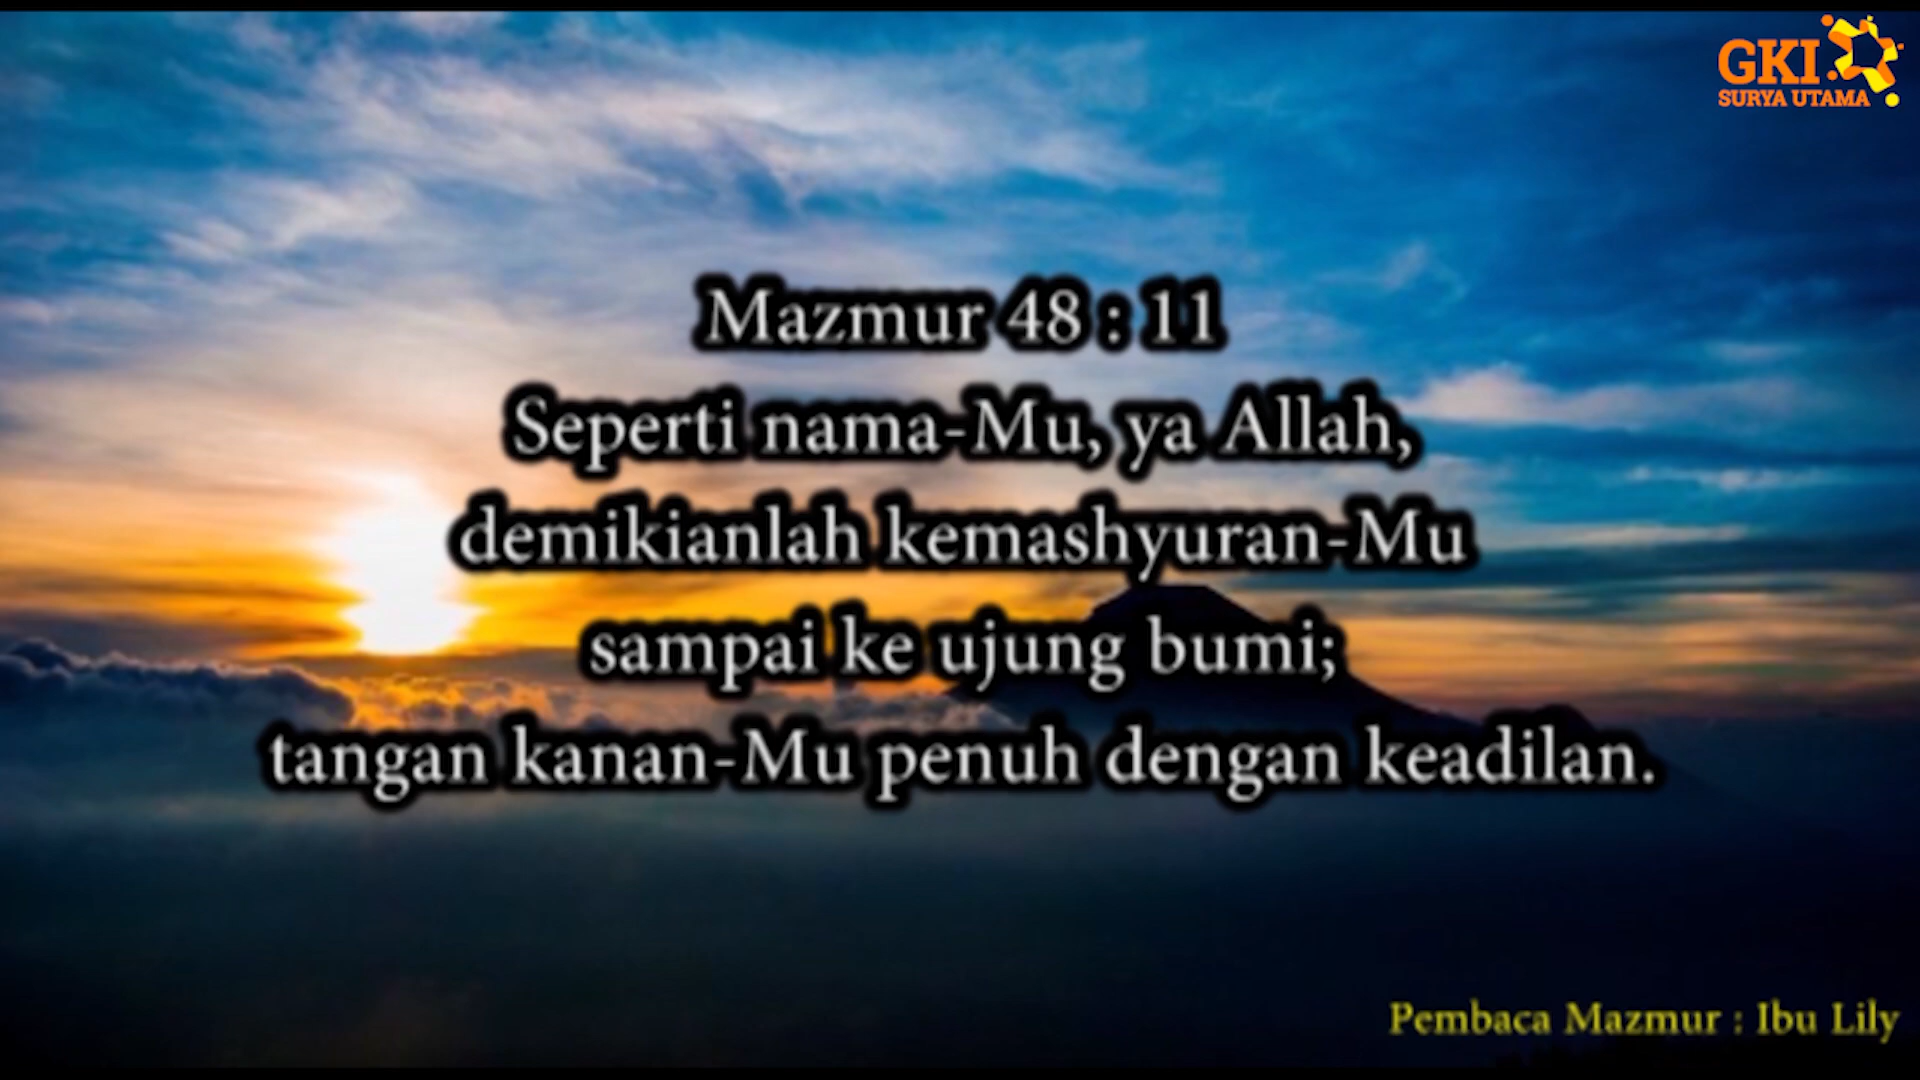 GKI
SURYA UTAMA
Mazmur 48 : 11
Seperti nama-Mu, ya Allah,
demikianlah kemashyuran-Mu
sampai ke ujung bumi;
tangan kanan-Mu penuh dengan keadilan.
Pembaca Mazmur : Ibu Lily